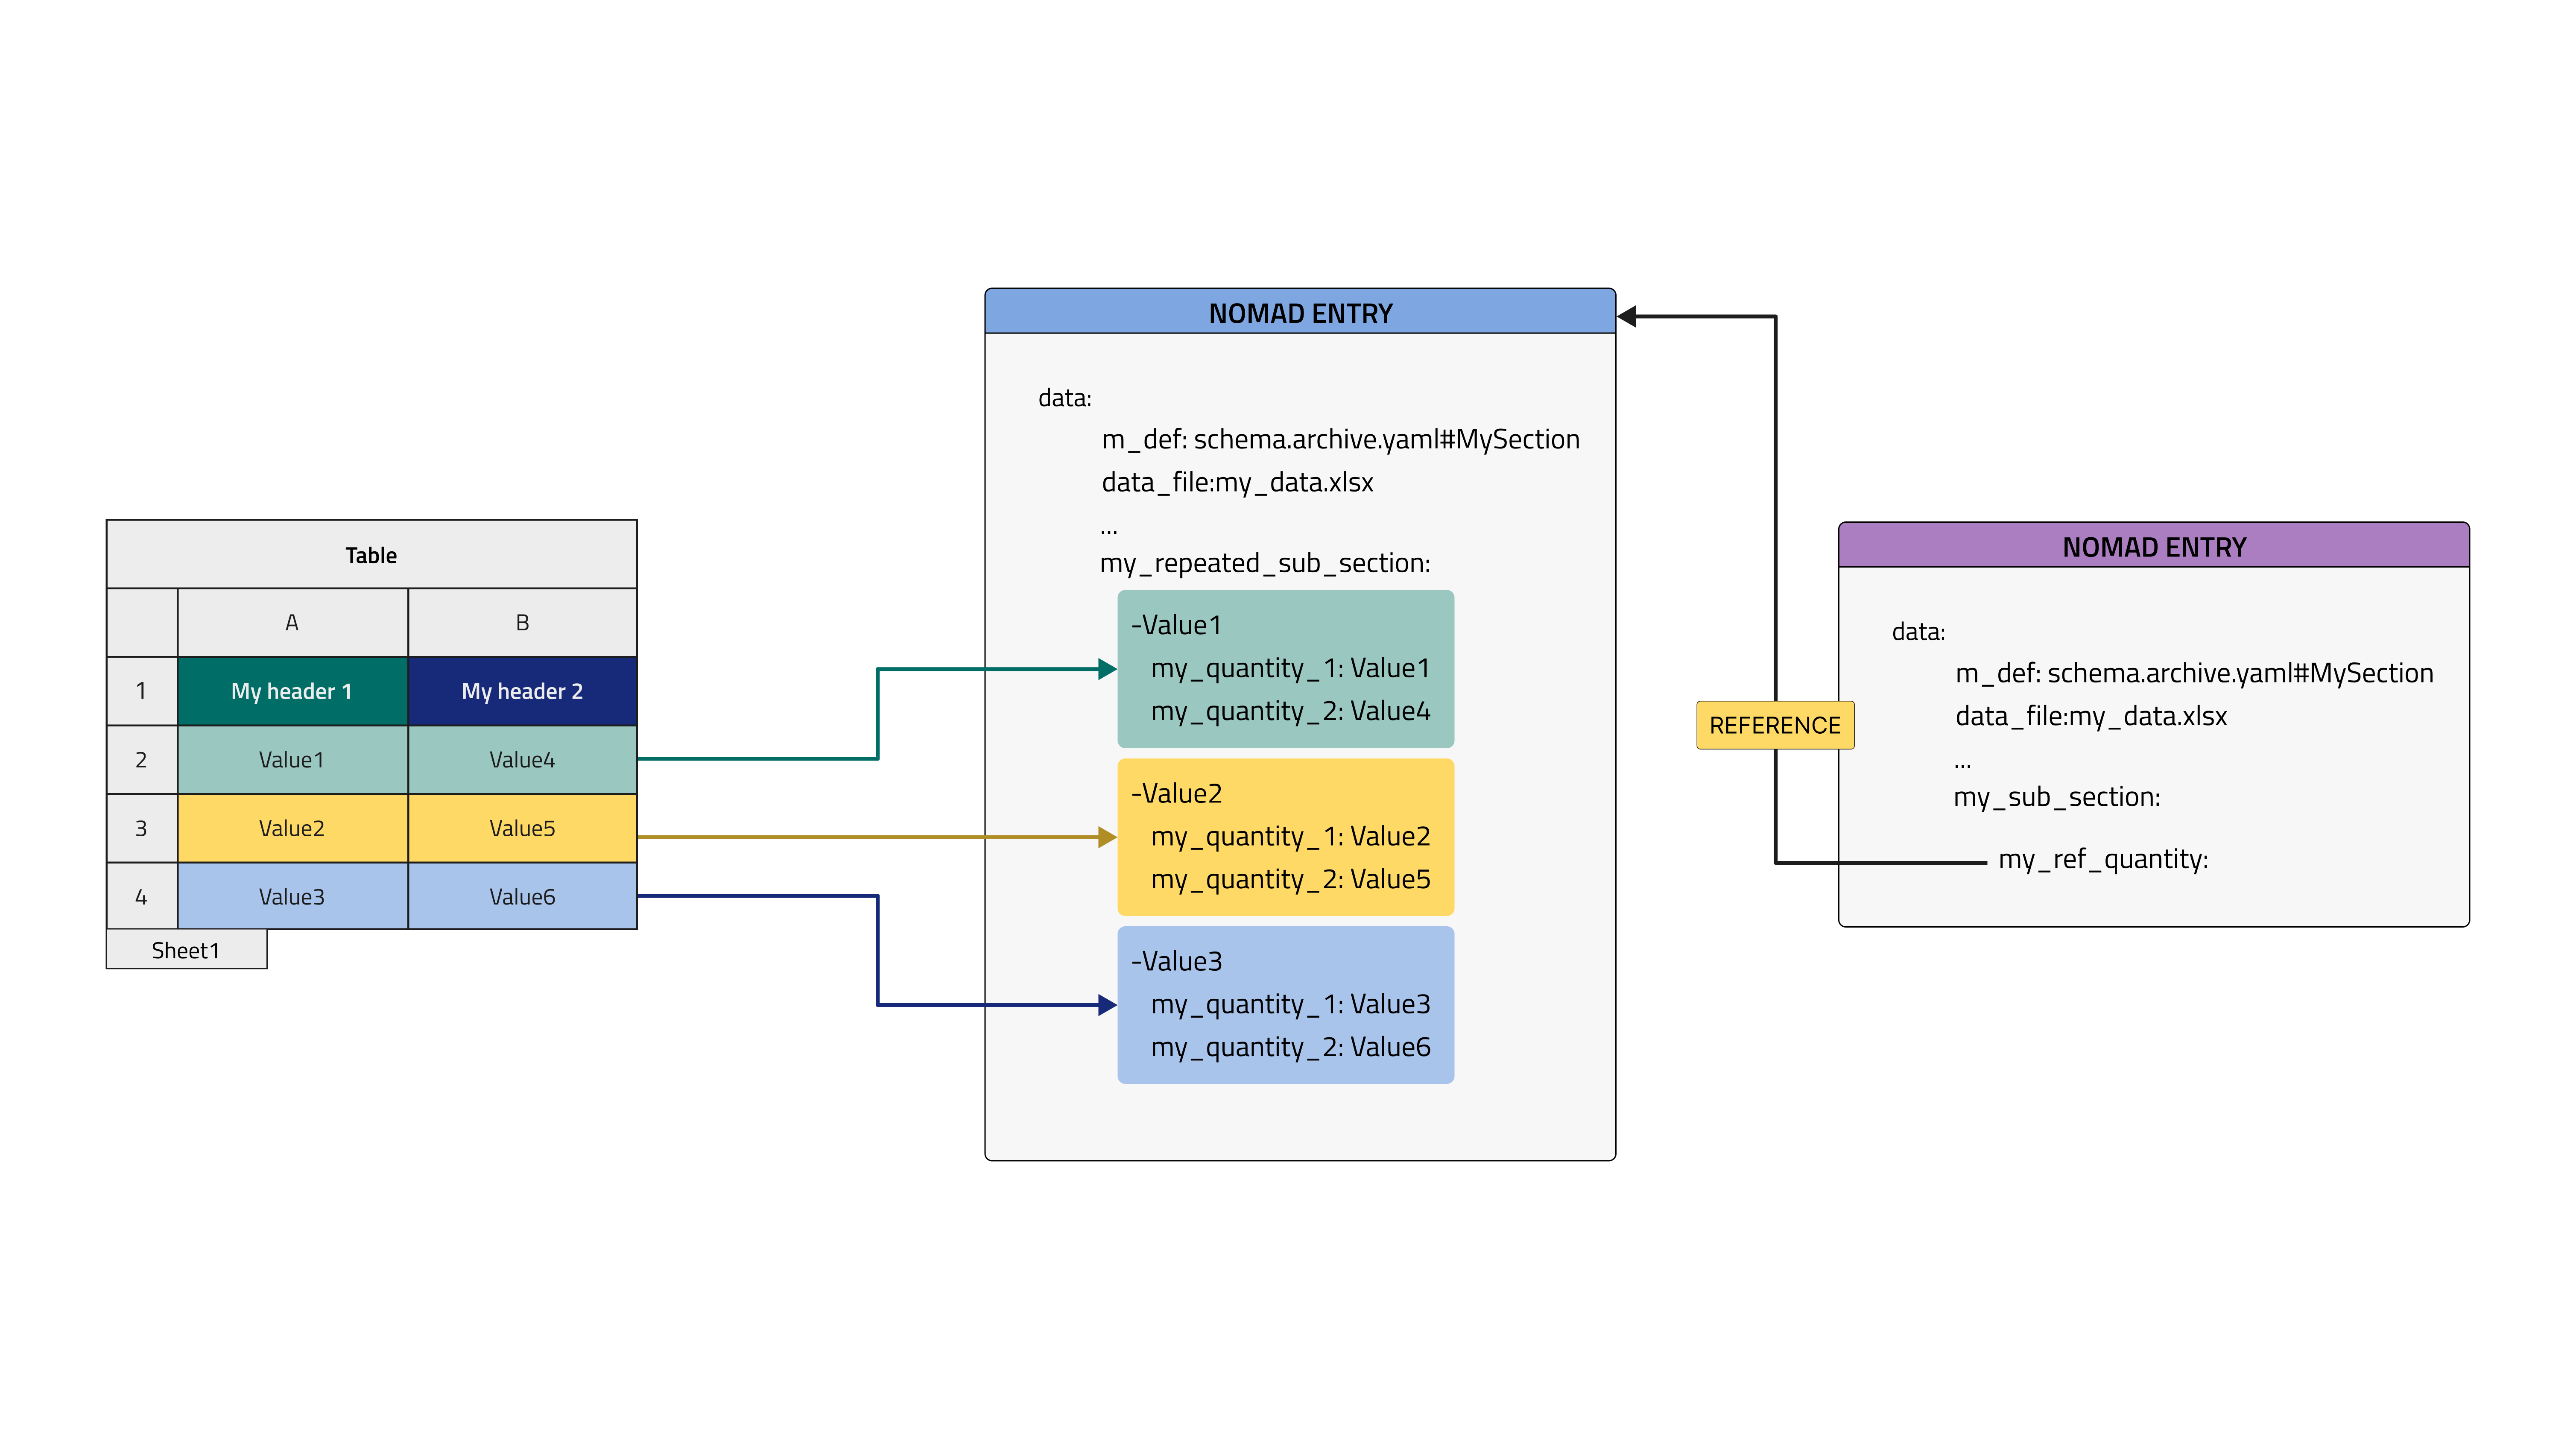 Table
A B
1 My header 1 My header 2
2 Value1 Value4
3 Value2 Value5
4 Value3 Value6
Sheet1
NOMAD ENTRY
data:
m_def: schema.archive.yaml#MySection
data_file:my_data.xlsx
...
my_repeated_sub_section:
-Value1
my_quantity_1: Value1
my_quantity_2: Value4
-Value2
my_quantity_1: Value2
my_quantity_2: Value5
-Value3
my_quantity_1: Value3
my_quantity_2: Value6
REFERENCE
NOMAD ENTRY
data:
m_def: schema.archive.yaml#MySection
data_file:my_data.xlsx
...
my_sub_section:
my_ref_quantity: